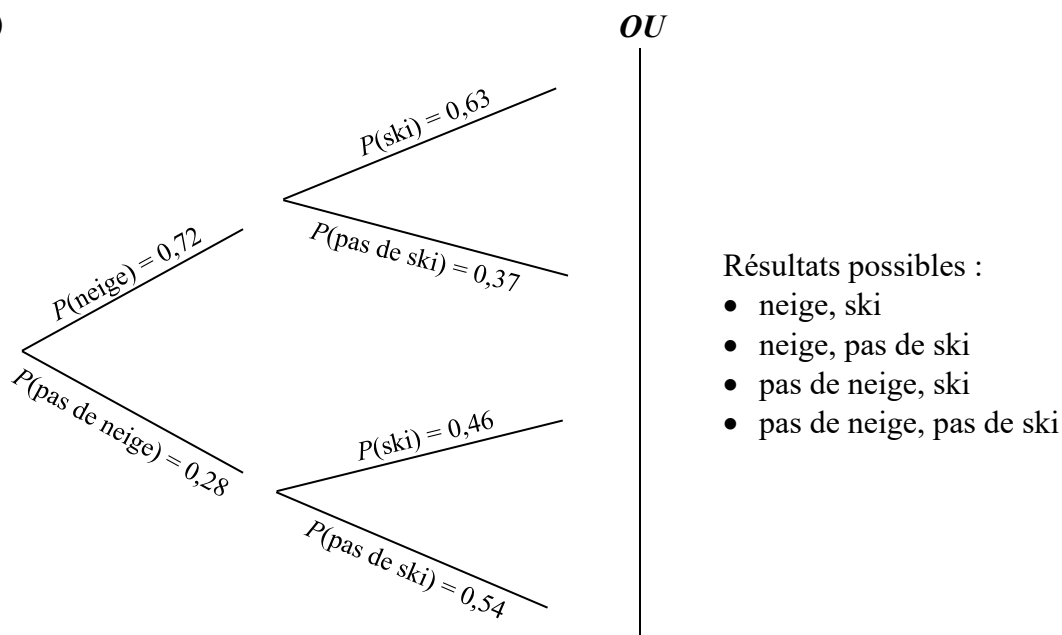 )
OU
P(ski) = 0,63
P(pas de ski) = 0,37
P(neige) = 0,72
P(pas de neige) = 0,28
P(ski) = 0,46
P(pas de ski) = 0,54
Résultats possibles :
• neige, ski
• neige, pas de ski
• pas de neige, ski
• pas de neige, pas de ski